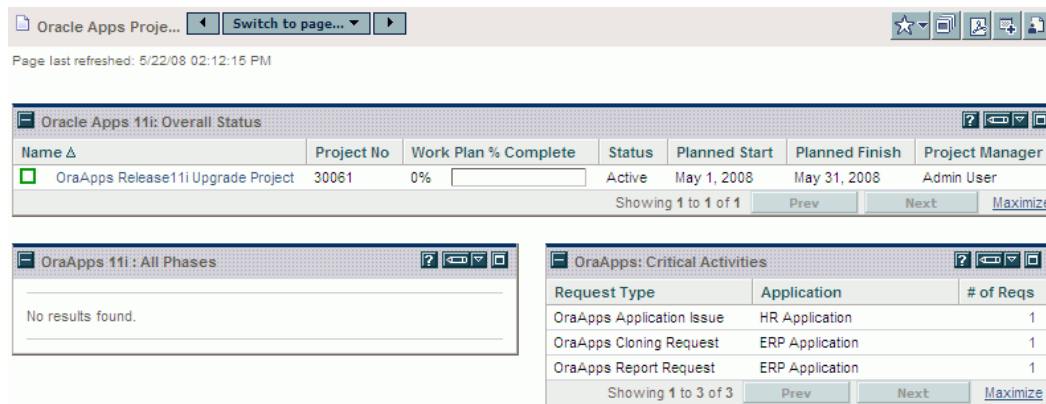 Oracle Apps Proje... Switch to page...
Page last refreshed: 5/22/08 02:12:15 PM
Oracle Apps 11i: Overall Status
Name Project No Work Plan % Complete Status Planned Start Planned Finish Project Manager
OraApps Release11i Upgrade Project 30061 0% Active May 1, 2008 May 31, 2008 Admin User
Showing 1 to 1 of 1 Prev Next Maximize
OraApps 11i : All Phases
No results found.
OraApps: Critical Activities
Request Type Application # of Reqs
OraApps Application Issue HR Application 1
OraApps Cloning Request ERP Application 1
OraApps Report Request ERP Application 1
Showing 1 to 3 of 3 Prev Next Maximize